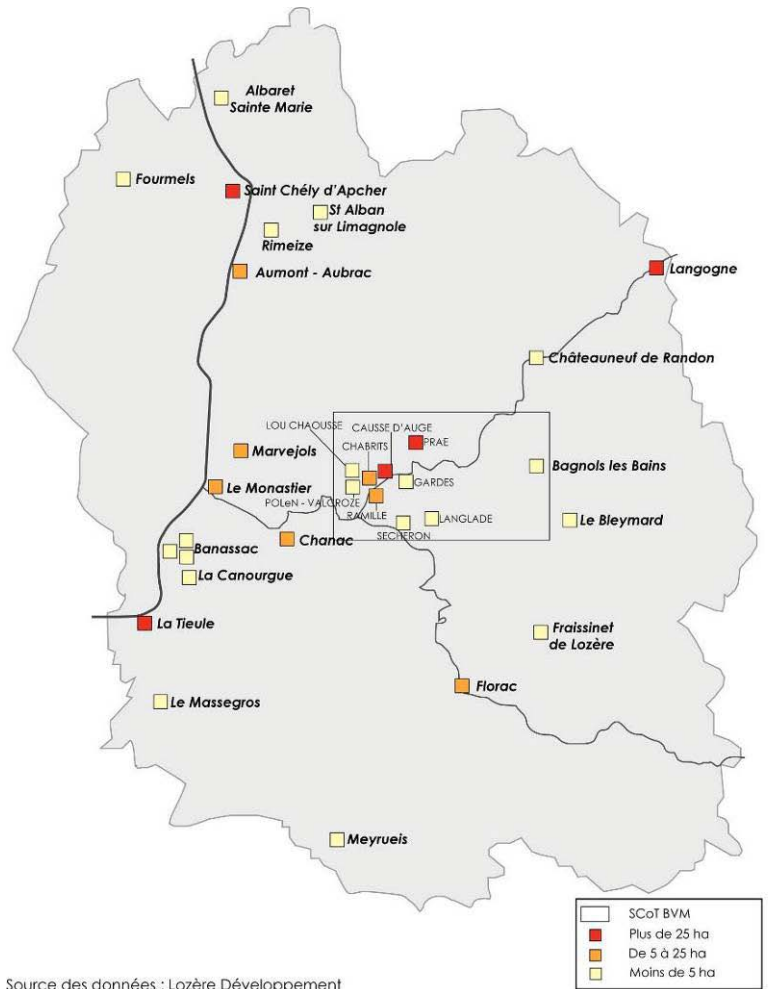 Albaret
Sainte Marie
Fourmels
Saint Chély d'Apcher
St Alban
sur Limagnole
Rimeize
Aumont - Aubrac
Langogne
Châteauneuf de Randon
LOU CHAOUSSE
CAUSSE D'AUGE
CHABRITS
PRAE
Marvejols
Bagnols les Bains
Le Monastier
GARDES
POLeN - VALCROZE
RAMILLE
LANGLADE
Le Bleymard
SECHERON
Chanac
Banassac
La Canourgue
La Tieule
Fraissinet
de Lozère
Florac
Le Massegros
Meyrueis
SCoT BVM
Plus de 25 ha
De 5 à 25 ha
Moins de 5 ha
Source des données : Lozère Développement